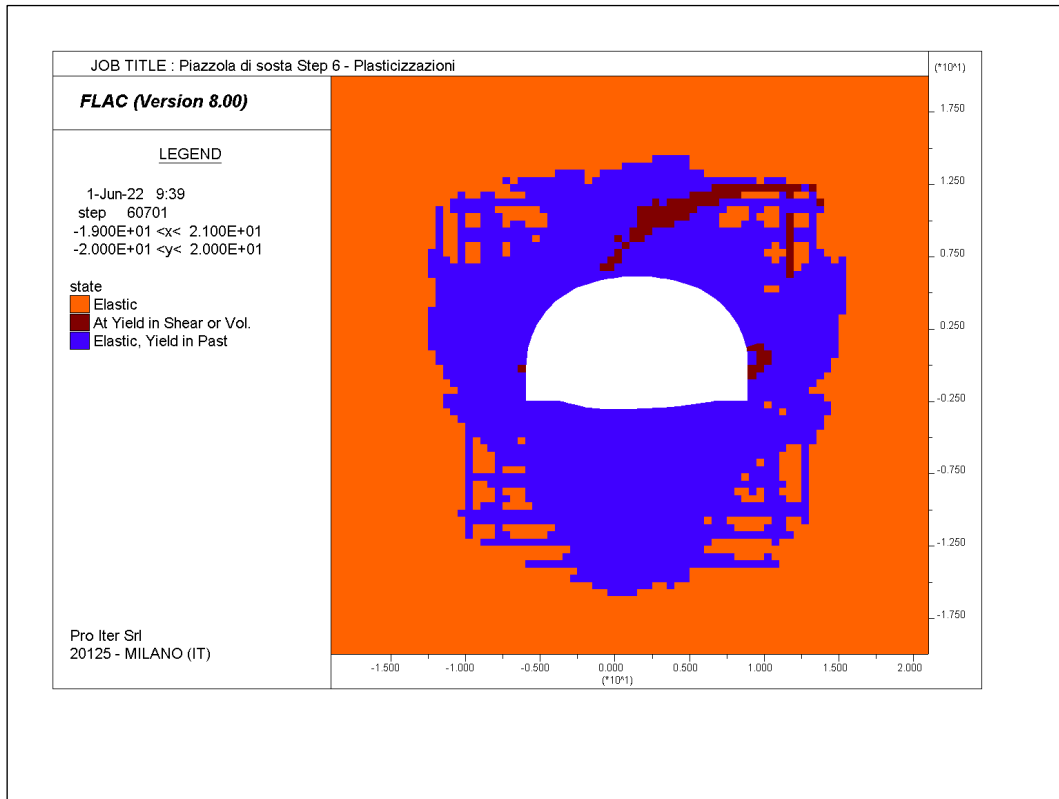 JOB TITLE : Piazzola di sosta Step 6 - Plasticizzazioni
FLAC (Version 8.00)
LEGEND
1-Jun-22 9:39
step 60701
-1.900E+01 <x< 2.100E+01
-2.000E+01 <y< 2.000E+01
state
Elastic
At Yield in Shear or Vol.
Elastic, Yield in Past
Pro Iter Srl
20125 - MILANO (IT)
(*10^1)
1.750
1.250
0.750
0.250
-0.250
-0.750
-1.250
-1.750
-1.500 -1.000 -0.500 0.000 0.500 1.000 1.500 2.000
(*10^1)